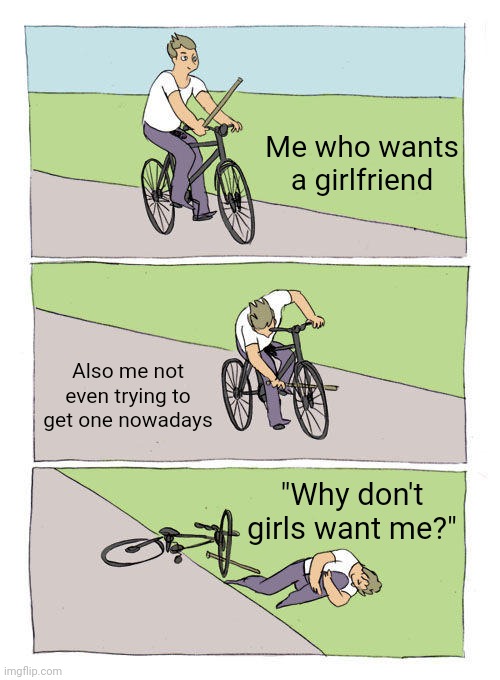 Me who wants
a girlfriend
Also me not
even trying to
get one nowadays
"Why don't
girls want me?"
imgflip.com